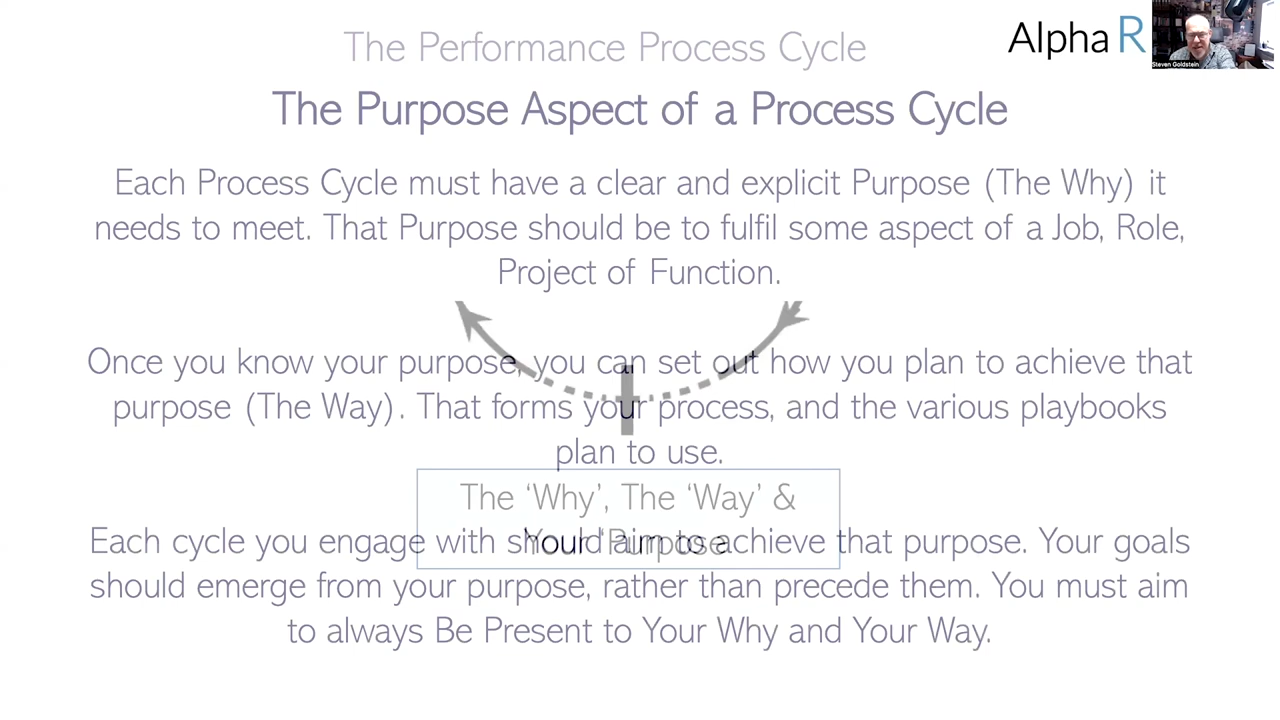 The Performance Process Cycle
Alpha R
Steven Goldstein
The Purpose Aspect of a Process Cycle
Each Process Cycle must have a clear and explicit Purpose (The Why) it
needs to meet. That Purpose should be to fulfil some aspect of a Job, Role,
Project of Function.
Once you know your purpose, you can set out how you plan to achieve that
purpose (The Way). That forms your process, and the various playbooks
plan to use.
The ‘Why’, The ‘Way’ &
Your ‘Purpose
Each cycle you engage with should aim to achieve that purpose. Your goals
should emerge from your purpose, rather than precede them. You must aim
to always Be Present to Your Why and Your Way.